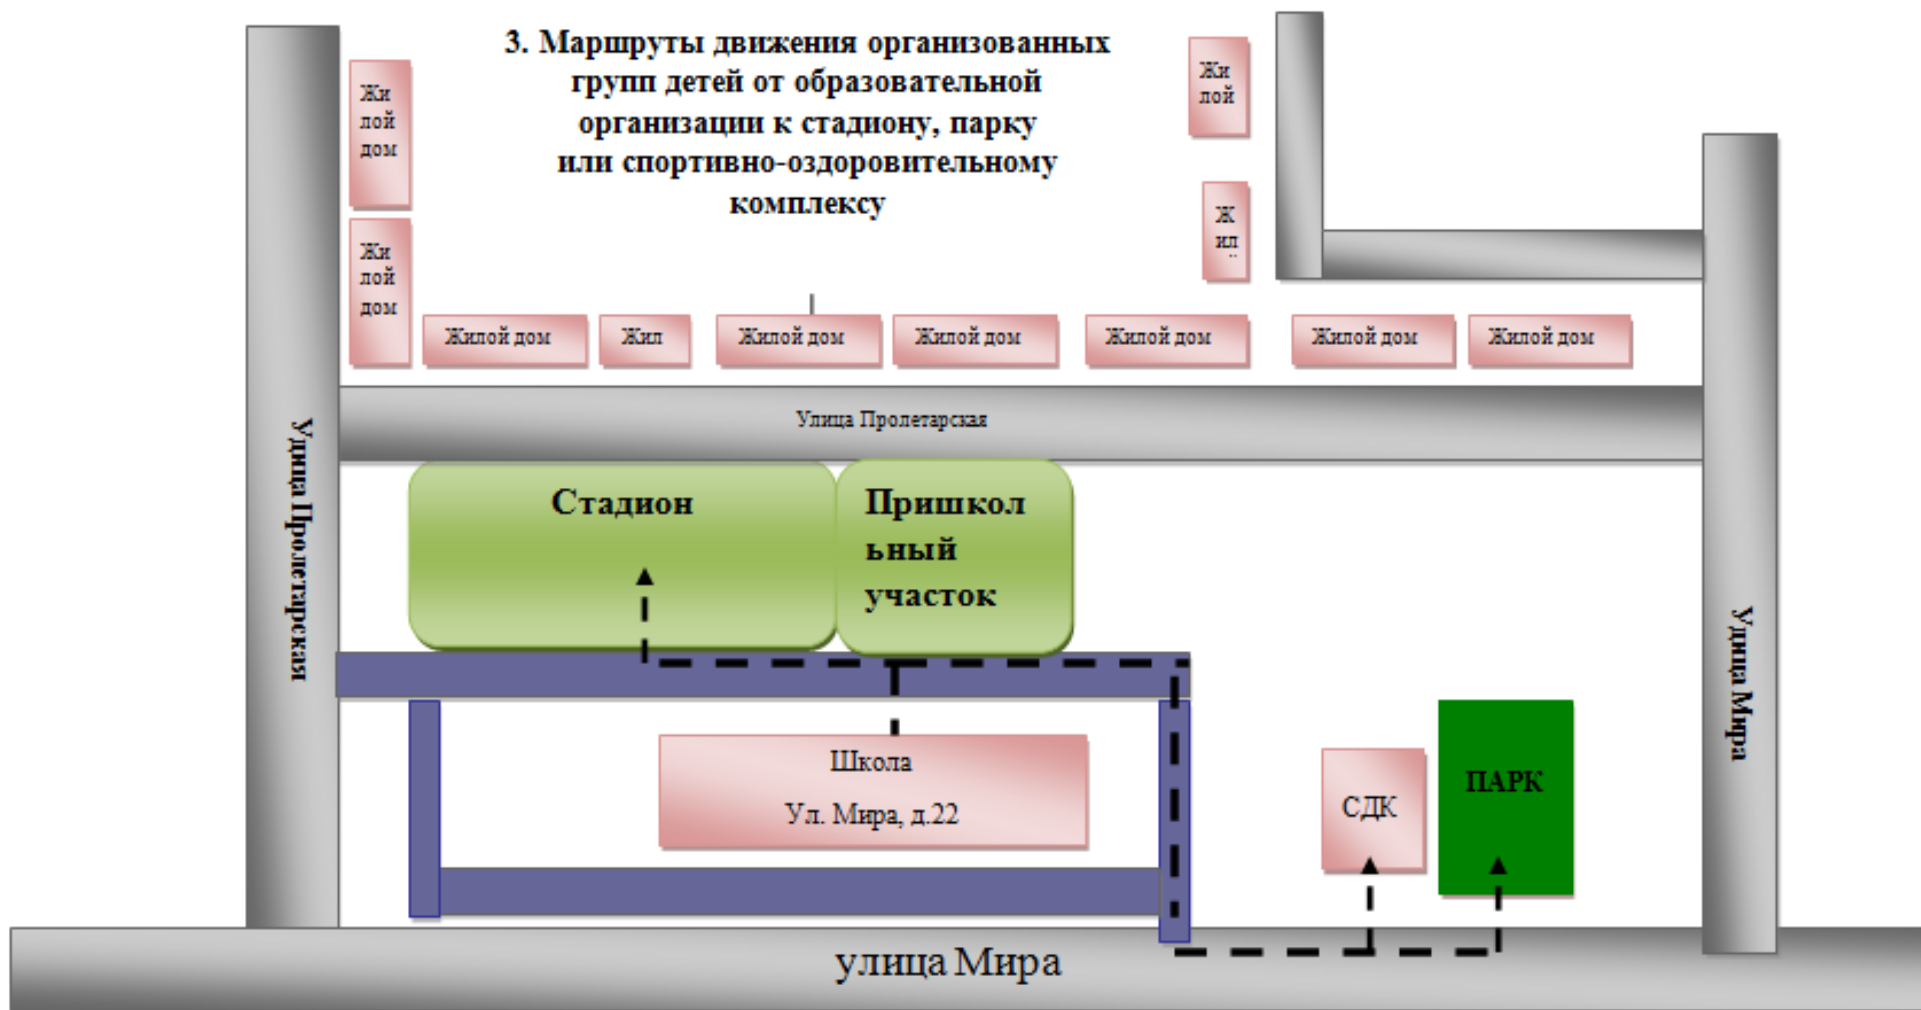 3. Маршруты движения организованных
групп детей от образовательной
организации к стадиону, парку
или спортивно-оздоровительному
комплексу
Жи
лой
дом
Жи
лой
дом
Жи
лой
Ж
ил
Жилой дом
Жил
Жилой дом
Жилой дом
Жилой дом
Жилой дом
Жилой дом
Улица Пролетарская
Улица Пролетарская
Стадион
Пришкол
ьный
участок
Улица Мира
Школа
Ул. Мира, д.22
СДК
ПАРК
улица Мира